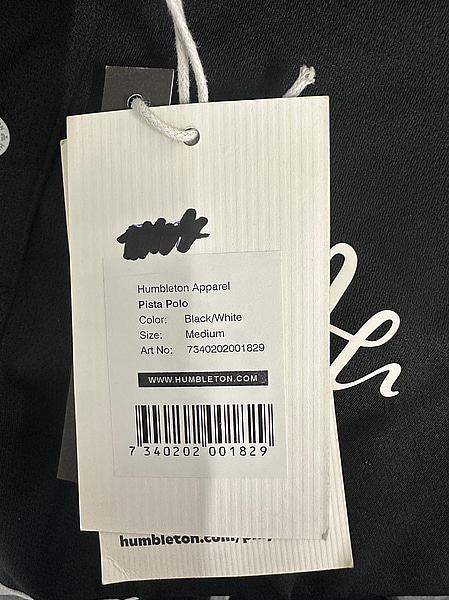 Humbleton Apparel
Pista Polo
Color: Black/White
Size: Medium
Art No: 7340202001829
WWW.HUMBLETON.COM
7 340202 001829